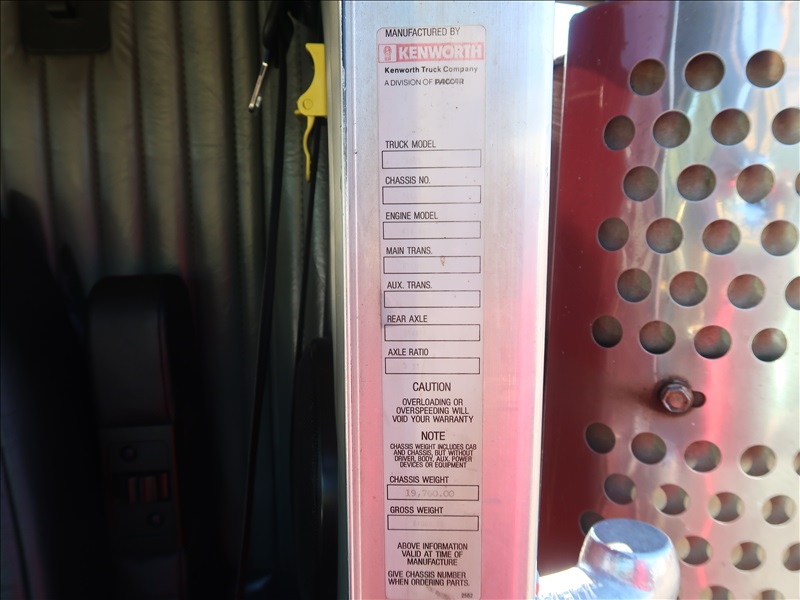 MANUFACTURED BY
KENWORTH
Kenworth Truck Company
A DIVISION OF PACCAR
TRUCK MODEL
CHASSIS NO.
ENGINE MODEL
MAIN TRANS.
AUX. TRANS.
REAR AXLE
AXLE RATIO
CAUTION
OVERLOADING OR
OVERSPEEDING WILL
VOID YOUR WARRANTY
NOTE
CHASSIS WEIGHT INCLUDES CAB
AND CHASSIS, BUT WITHOUT
DRIVER, BODY, AUX. POWER
DEVICES OR EQUIPMENT
CHASSIS WEIGHT
19,760.00
GROSS WEIGHT
ABOVE INFORMATION
VALID AT TIME OF
MANUFACTURE
GIVE CHASSIS NUMBER
WHEN ORDERING PARTS.